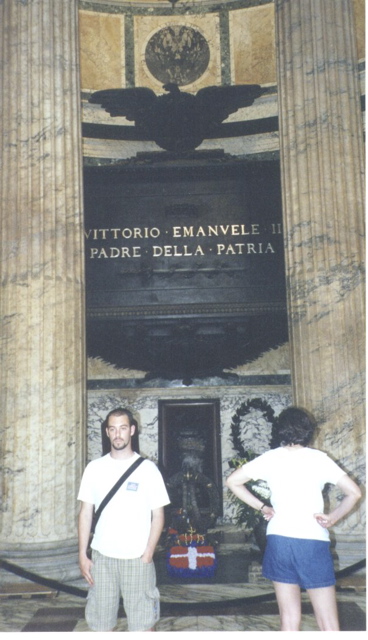 VITTORIO · EMANVELE II
PADRE · DELLA · PATRIA